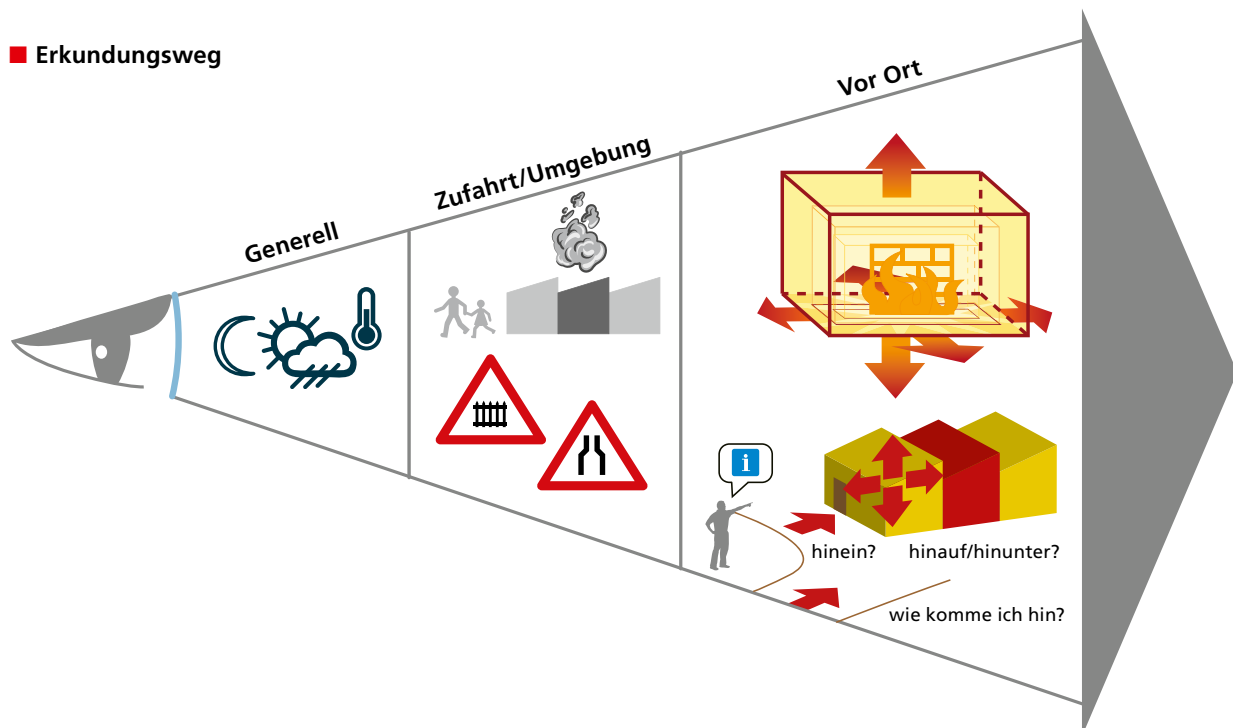 Erkundungsweg
Generell
Zufahrt/Umgebung
Vor Ort
i
hinein?
hinauf/hinunter?
wie komme ich hin?